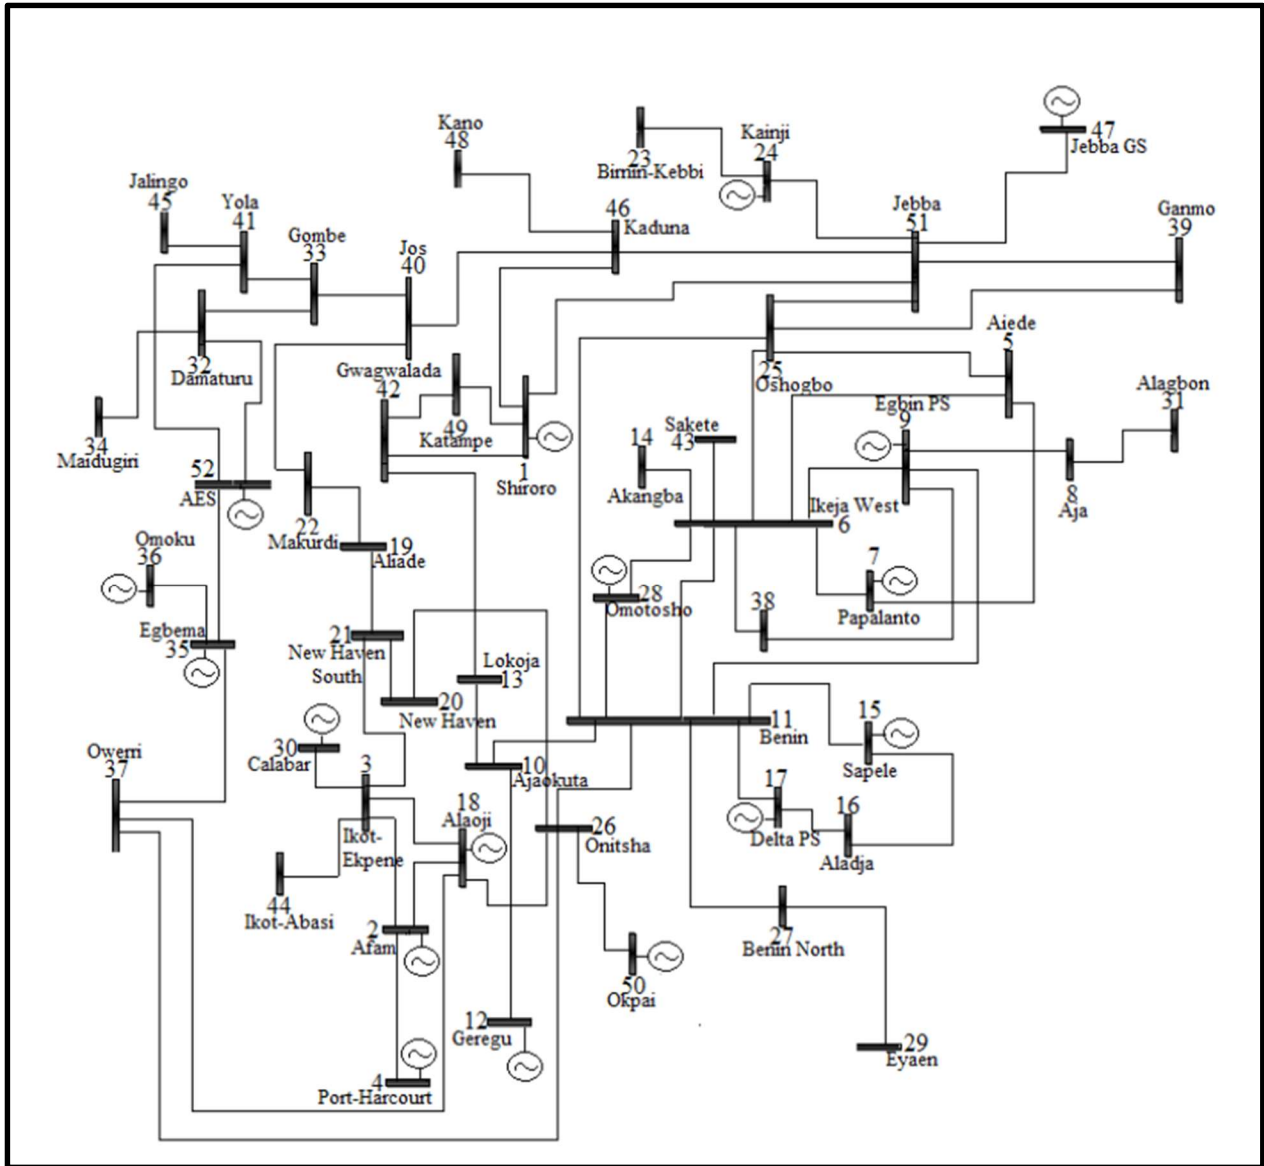 47
Jebba GS
Kano
48
23
Birnin-Kebbi
Kainji
24
Jalingo
45
Yola
41
Gombe
33
Jos
40
46
Kaduna
Jebba
51
Ganmo
39
32
Damaturu
Gwagwalada
42
49
Katampe
1
Shiroro
25
Oshogbo
Aiede
5
Alagbon
31
34
Maidugiri
52
AES
22
Makurdi
19
Aliade
14
Akangba
Sakete
43
Egbin PS
9
Ikeja West
6
8
Aja
Omoku
36
Egbema
35
21
New Haven
South
20
New Haven
Lokoja
13
28
Omotosho
38
7
Papalanto
Owerri
37
30
Calabar
3
Ikot-
Ekpene
18
Alaoji
10
Ajaokuta
11
Benin
15
Sapele
17
Delta PS
16
Aladja
26
Onitsha
44
Ikot-Abasi
2
Afam
50
Okpai
27
Benin North
12
Geregu
29
Eyaen
4
Port-Harcourt